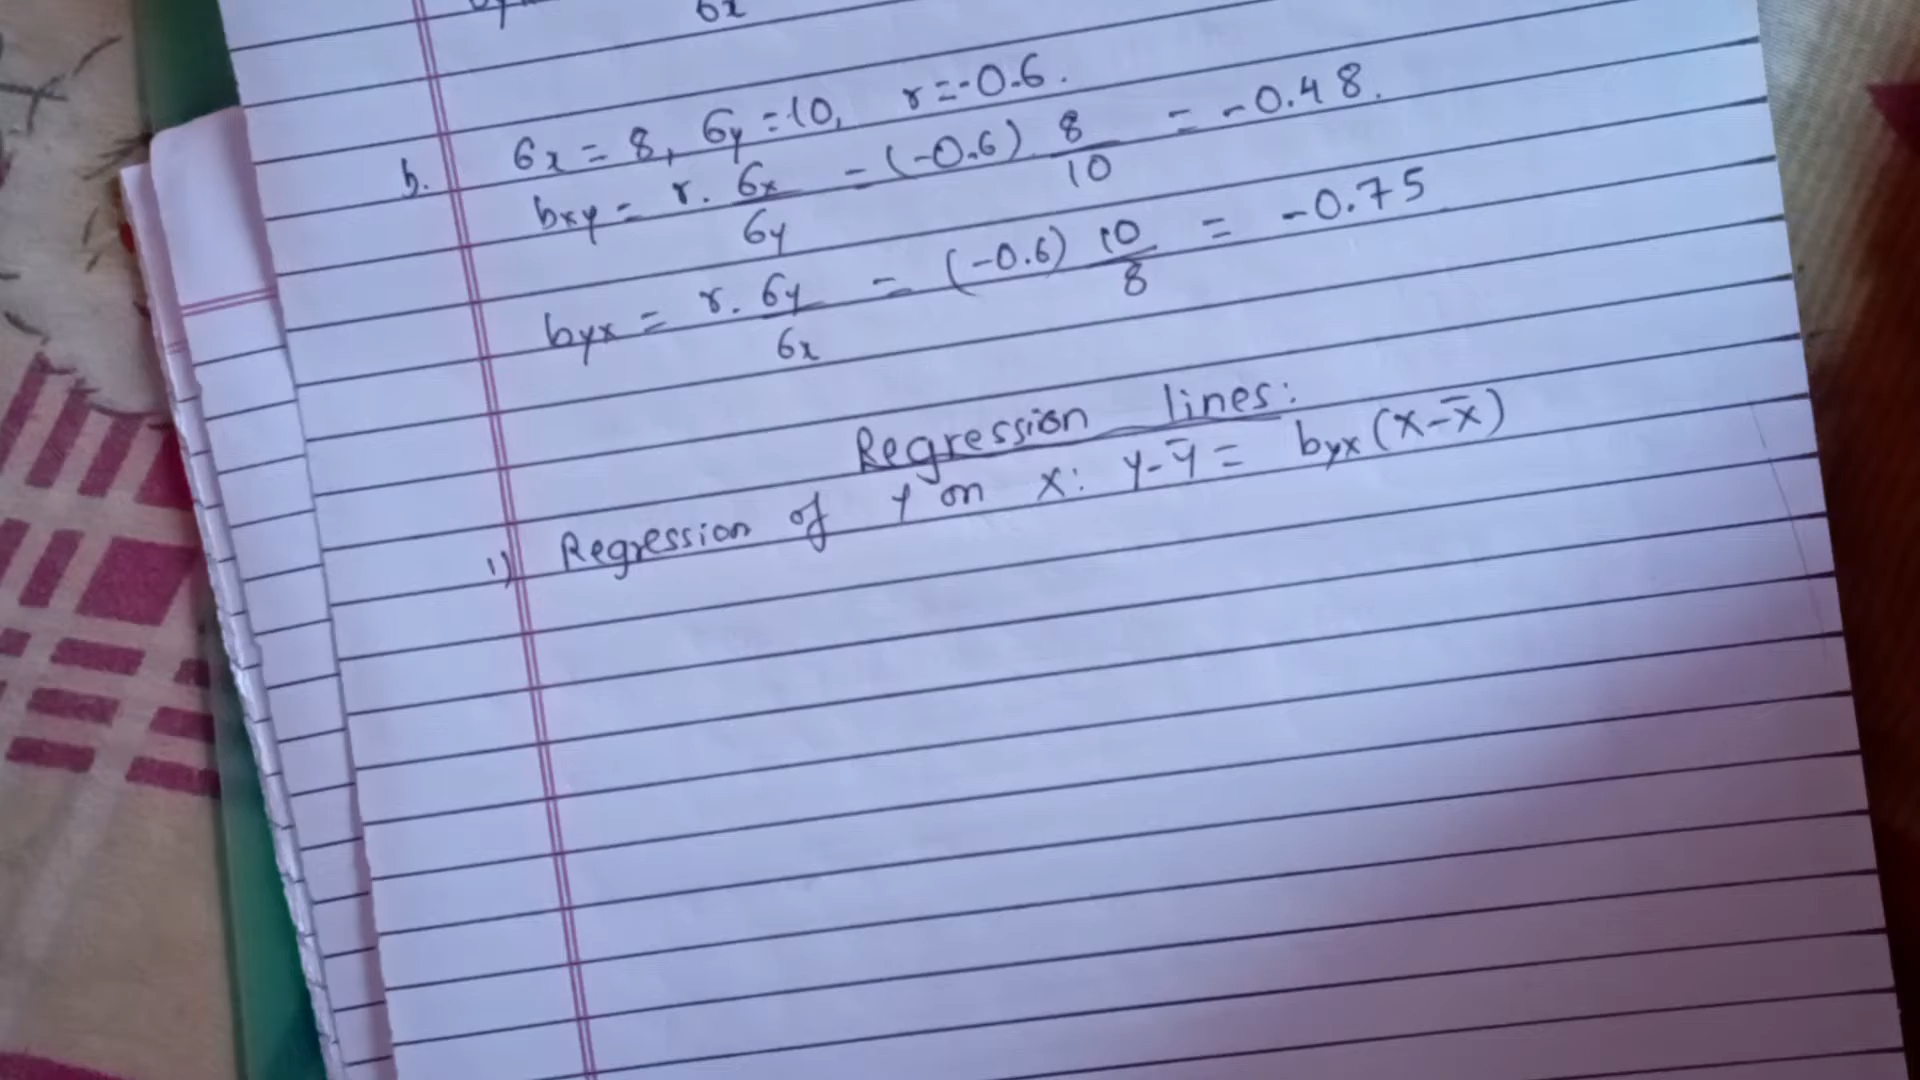 6x
b. 6x = 8, 6y = 10, r = -0.6.
bxy = r. 6x/6y = (-0.6) 8/10 = -0.48.
byx = r. 6y/6x = (-0.6) 10/8 = -0.75
Regression lines:
1) Regression of y on x: y-ȳ = byx (x-x̄)